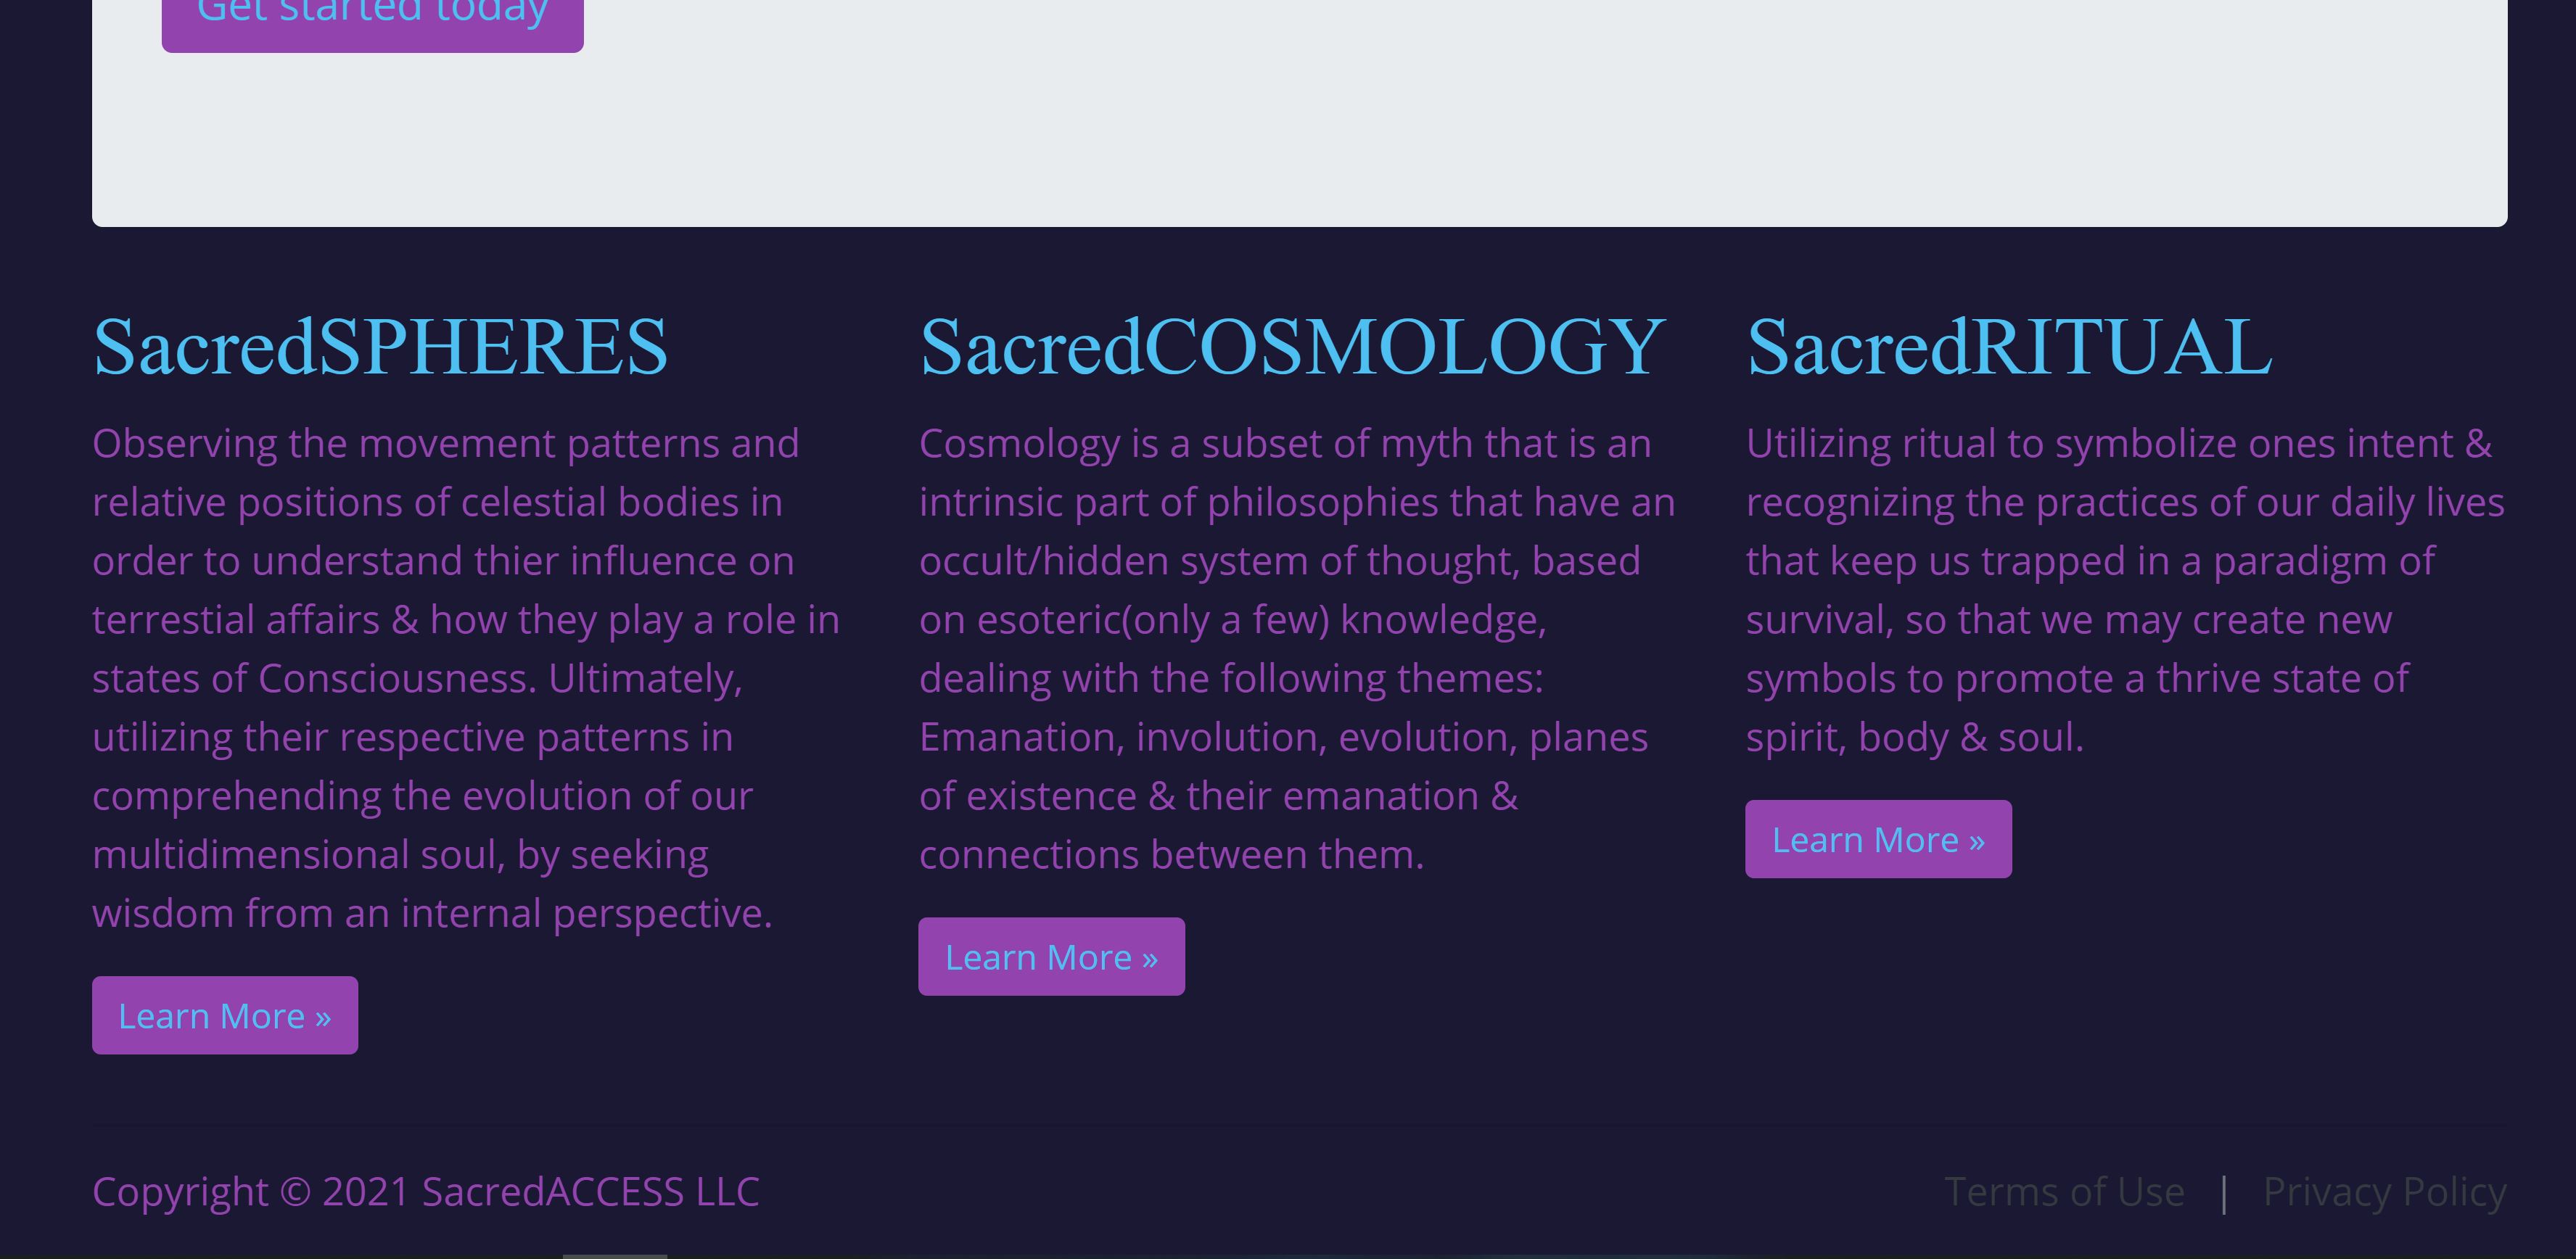 Get started today
SacredSPHERES
Observing the movement patterns and
relative positions of celestial bodies in
order to understand thier influence on
terrestial affairs & how they play a role in
states of Consciousness. Ultimately,
utilizing their respective patterns in
comprehending the evolution of our
multidimensional soul, by seeking
wisdom from an internal perspective.
Learn More »
SacredCOSMOLOGY
Cosmology is a subset of myth that is an
intrinsic part of philosophies that have an
occult/hidden system of thought, based
on esoteric(only a few) knowledge,
dealing with the following themes:
Emanation, involution, evolution, planes
of existence & their emanation &
connections between them.
Learn More »
SacredRITUAL
Utilizing ritual to symbolize ones intent &
recognizing the practices of our daily lives
that keep us trapped in a paradigm of
survival, so that we may create new
symbols to promote a thrive state of
spirit, body & soul.
Learn More »
Copyright © 2021 SacredACCESS LLC
Terms of Use | Privacy Policy